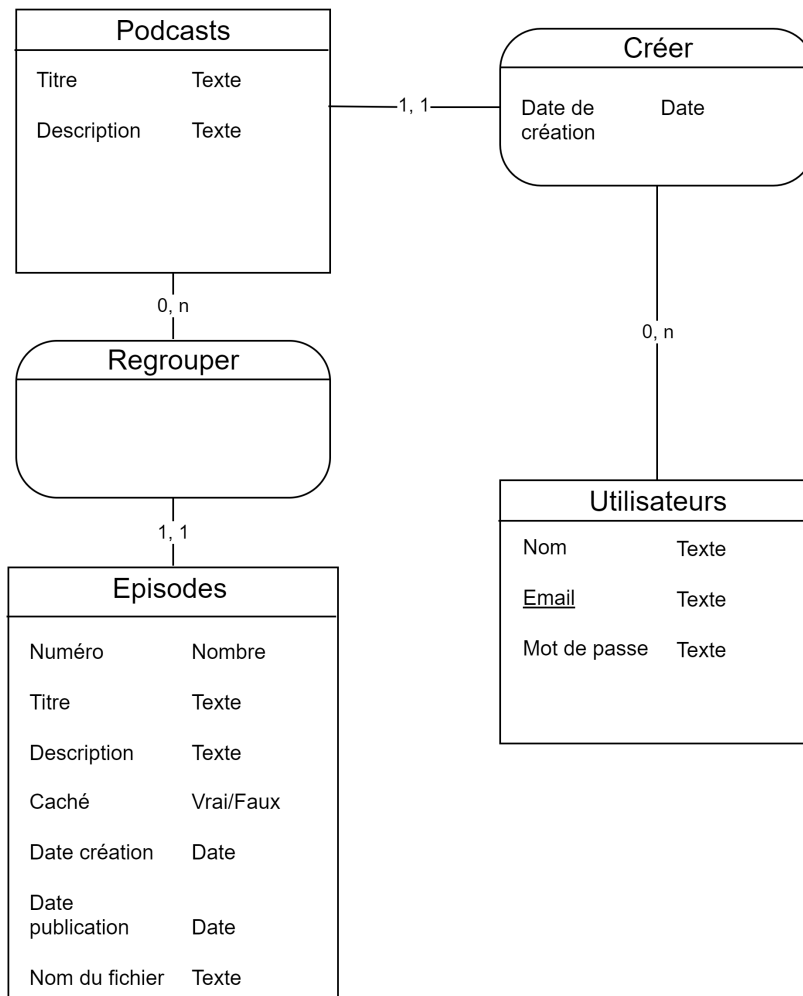 Podcasts
Titre Texte
Description Texte
1, 1
Créer
Date de Date
création
0, n
Regrouper
1, 1
0, n
Utilisateurs
Nom Texte
Email Texte
Mot de passe Texte
Episodes
Numéro Nombre
Titre Texte
Description Texte
Caché Vrai/Faux
Date création Date
Date
publication Date
Nom du fichier Texte